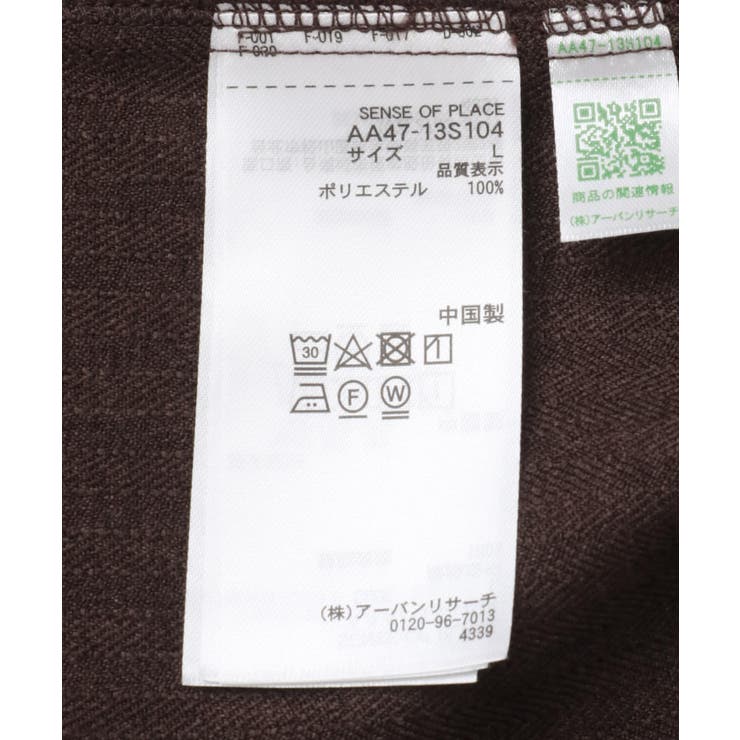 F-001 F-019 F-017
SENSE OF PLACE
AA47-13S104
サイズ L
品質表示
ポリエステル 100%
中国製
30
F W
(株)アーバンリサーチ
0120-96-7013
4339
AA47-13S104
商品の関連情報
(株)アーバンリサーチ